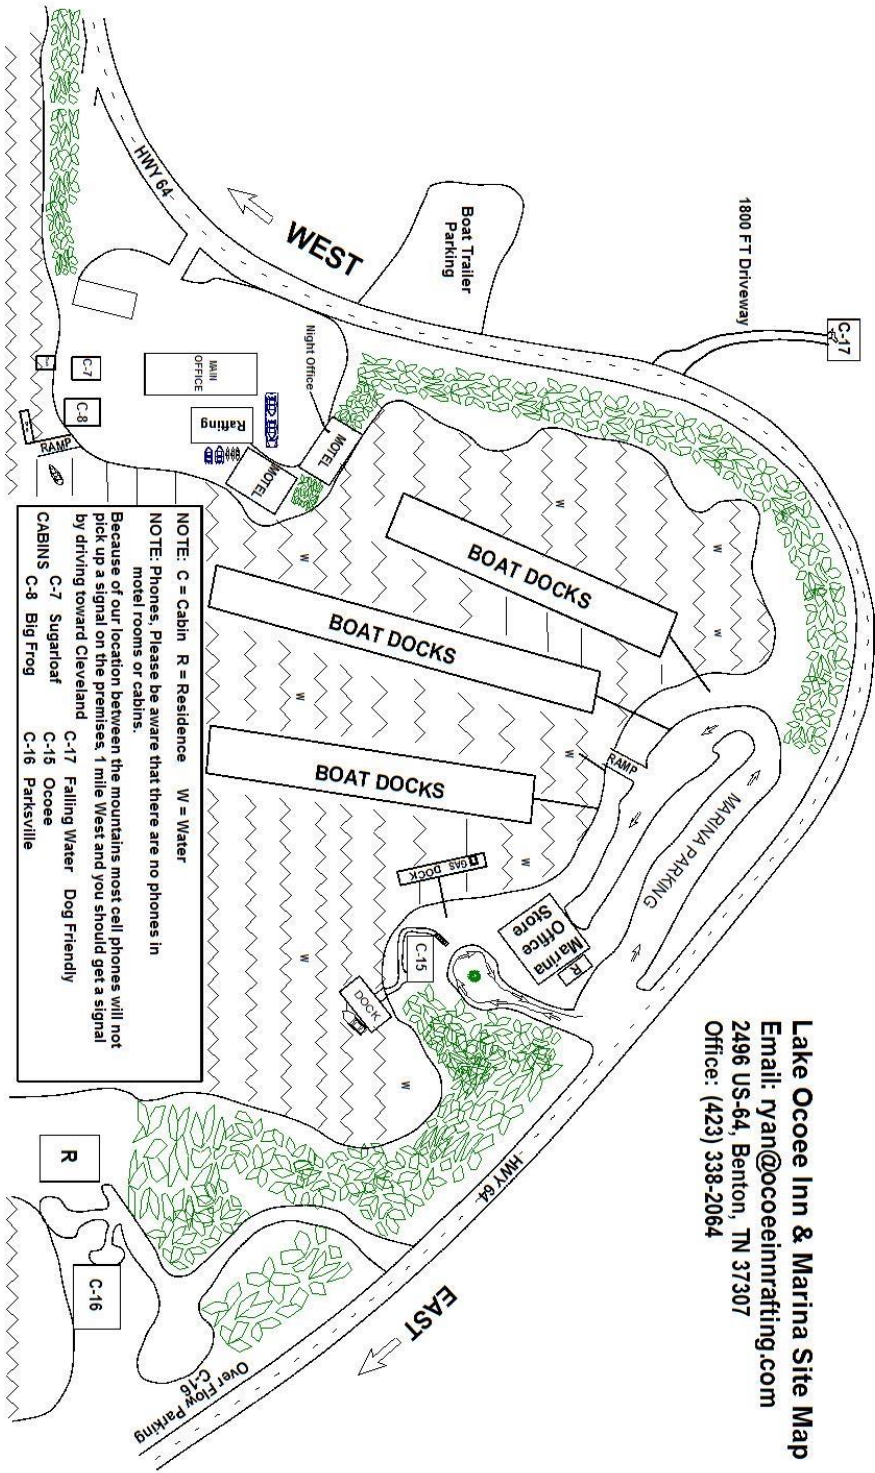 Lake Ocoee Inn & Marina Site Map
Email: ryan@ocoeeinnrafting.com
2496 US-64, Benton, TN 37307
Office: (423) 338-2064
C-17
1800 FT Driveway
Boat Trailer
Parking
WEST
HWY 64
Night Office
MAIN
OFFICE
Rafting
MOTEL
MOTEL
C-7
C-8
RAMP
BOAT DOCKS
BOAT DOCKS
BOAT DOCKS
W
W
W
W
W
W
W
W
W
RAMP
MARINA PARKING
GAS DOCK
Marina
Office
Store
R
C-15
DOCK
HWY 64
EAST
R
C-16
Over Flow Parking
C-16
NOTE: C = Cabin R = Residence W = Water
NOTE: Phones, Please be aware that there are no phones in
motel rooms or cabins.
Because of our location between the mountains most cell phones will not
pick up a signal on the premises, 1 mile West and you should get a signal
by driving toward Cleveland
C-17 Falling Water Dog Friendly
CABINS C-7 Sugarloaf C-15 Ocoee
C-8 Big Frog C-16 Parksville